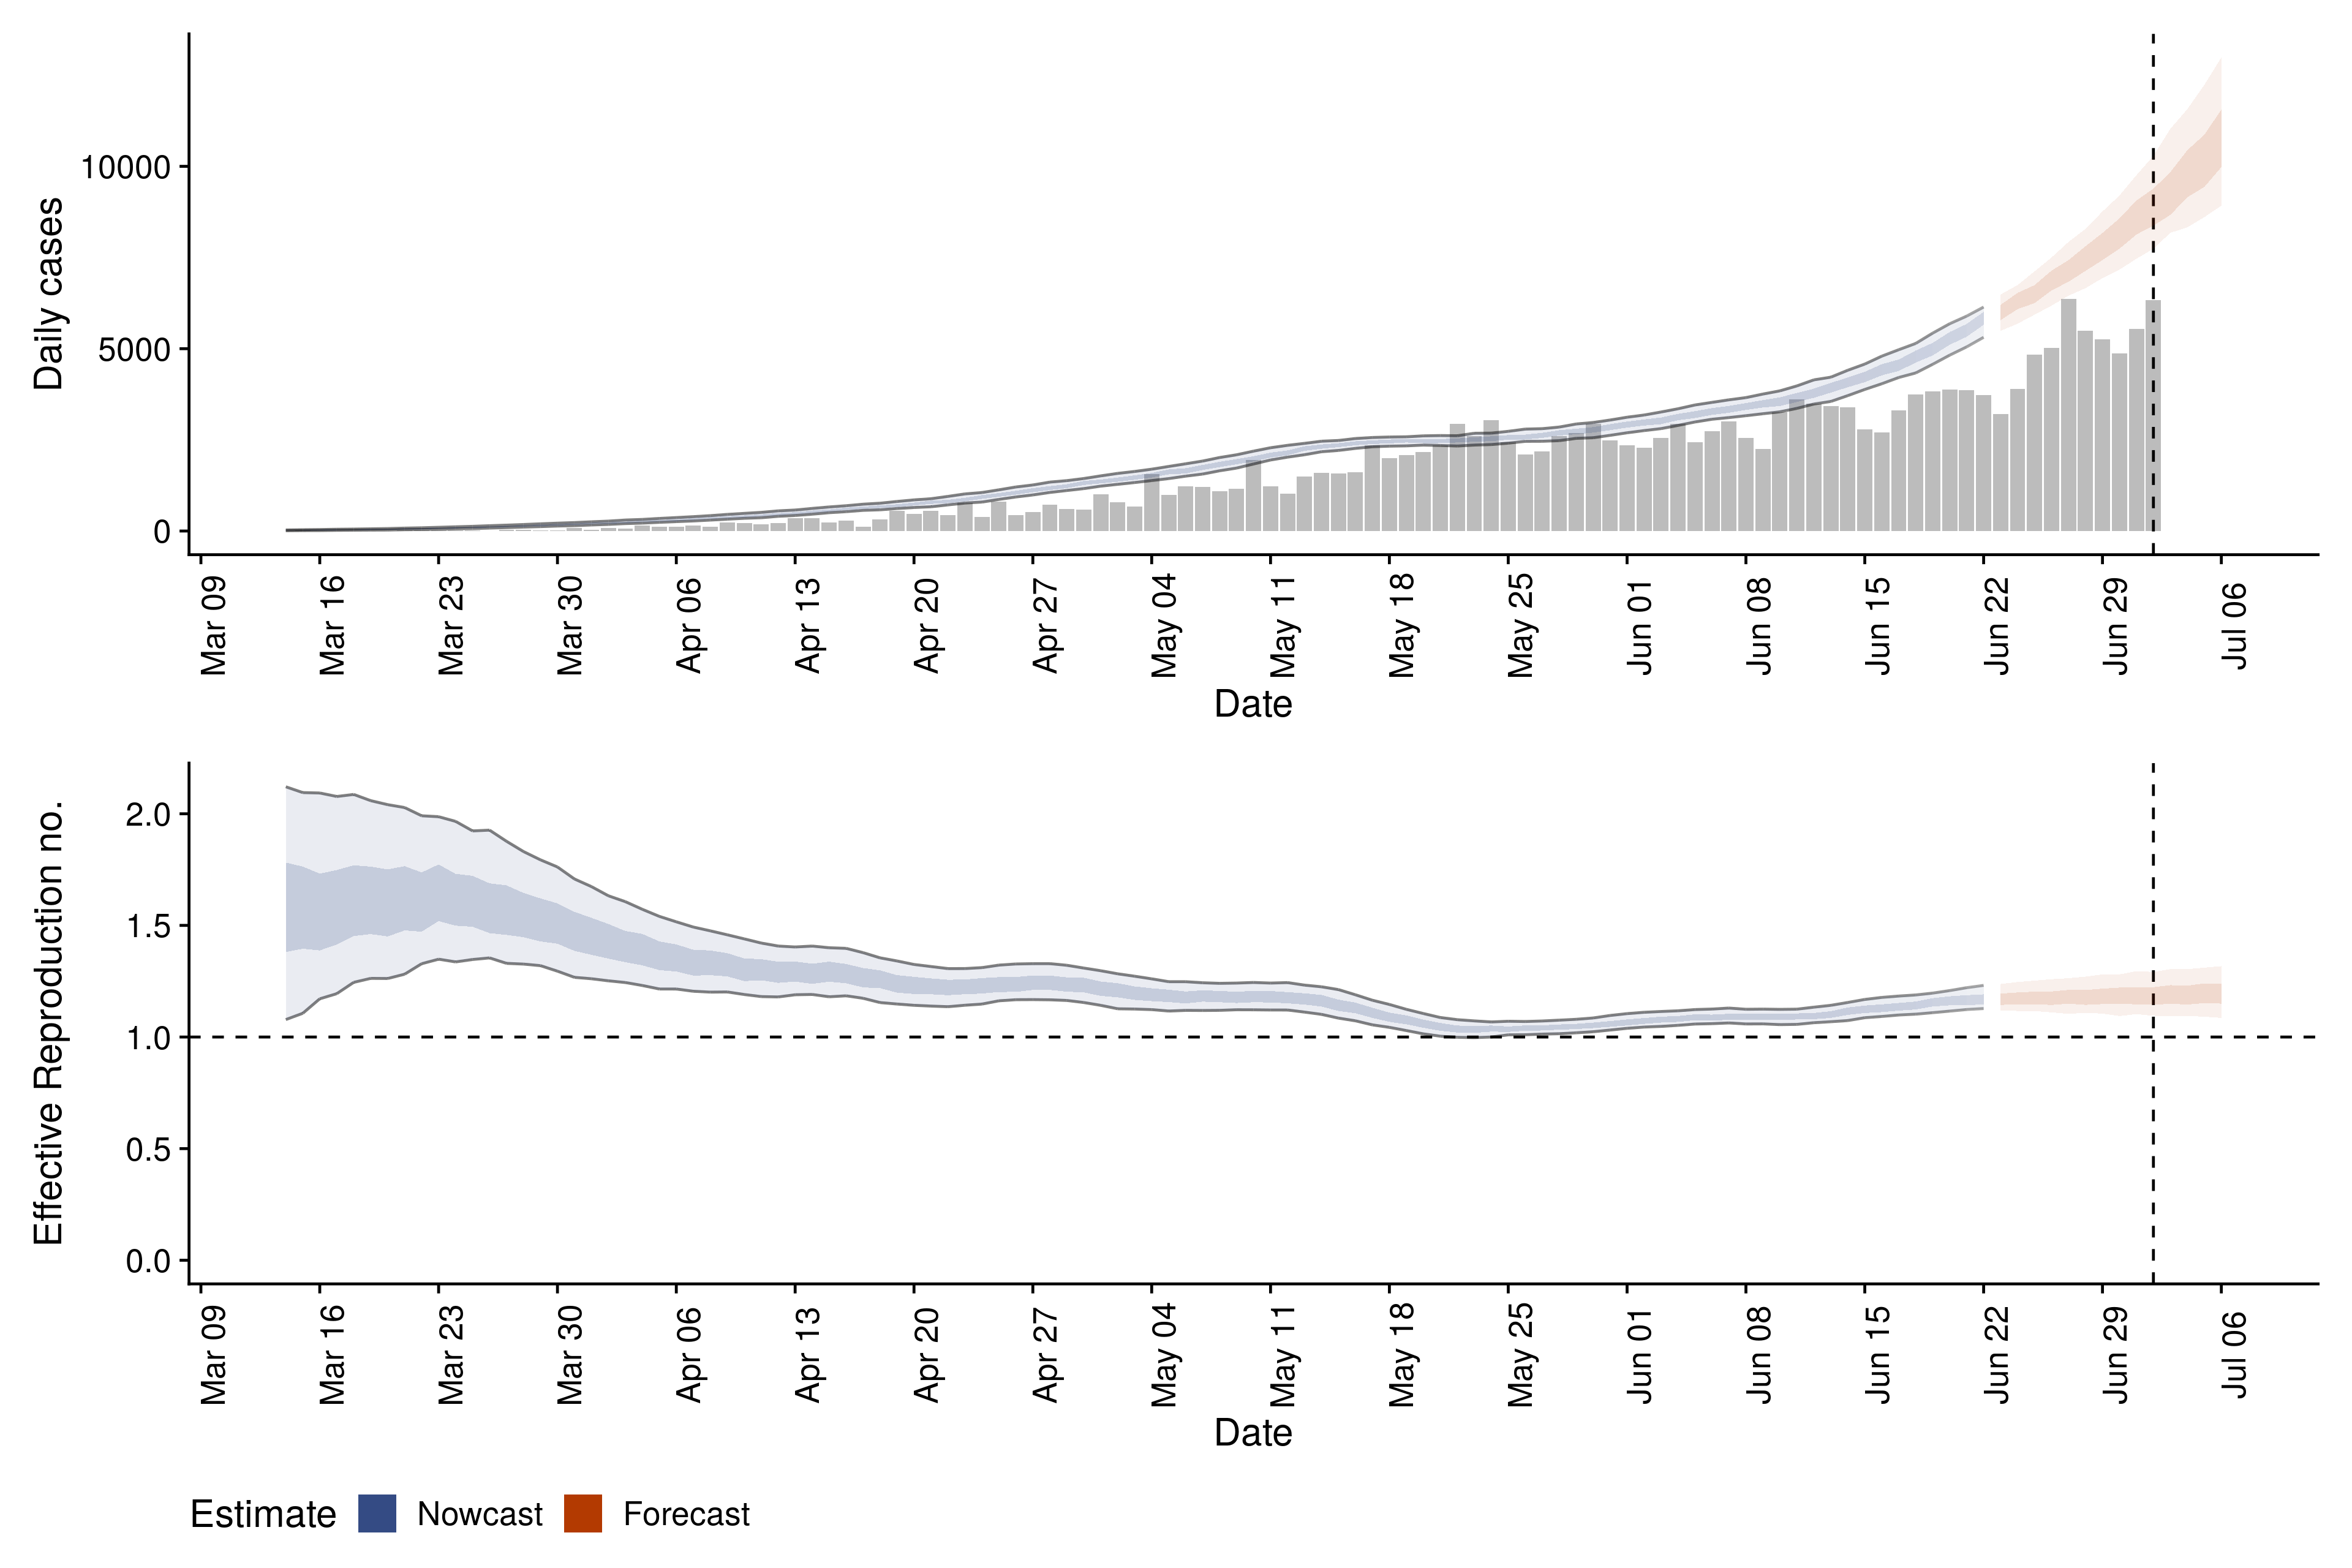 Daily cases
10000
5000
0
Mar 09
Mar 16
Mar 23
Mar 30
Apr 06
Apr 13
Apr 20
Apr 27
May 04
May 11
May 18
May 25
Jun 01
Jun 08
Jun 15
Jun 22
Jun 29
Jul 06
Date
Effective Reproduction no.
2.0
1.5
1.0
0.5
0.0
Mar 09
Mar 16
Mar 23
Mar 30
Apr 06
Apr 13
Apr 20
Apr 27
May 04
May 11
May 18
May 25
Jun 01
Jun 08
Jun 15
Jun 22
Jun 29
Jul 06
Date
Estimate Nowcast Forecast